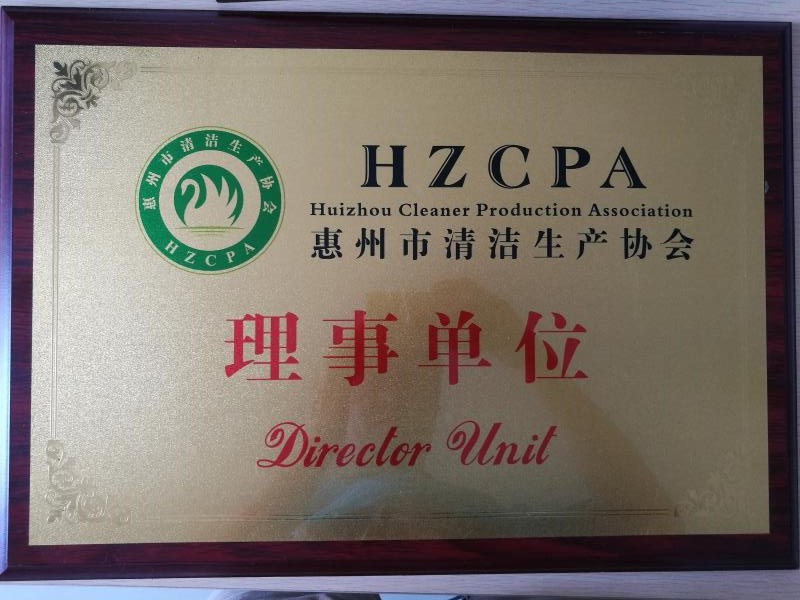 惠州市清洁生产协会
HZCPA
HZCPA
Huizhou Cleaner Production Association
惠州市清洁生产协会
理事单位
Director Unit